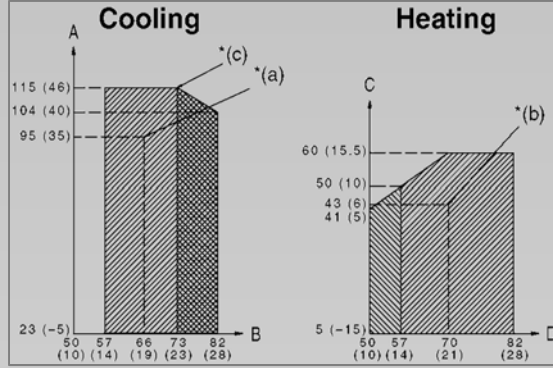 Cooling
Heating
A
*(c)
*(a)
115 (46)
104 (40)
95 (35)
23 (-5)
50 57 66 73 82
(10) (14) (19) (23) (28)
B
C
*(b)
60 (15.5)
50 (10)
43 (6)
41 (5)
5 (-15)
50 57 70 82
(10) (14) (21) (28)
D